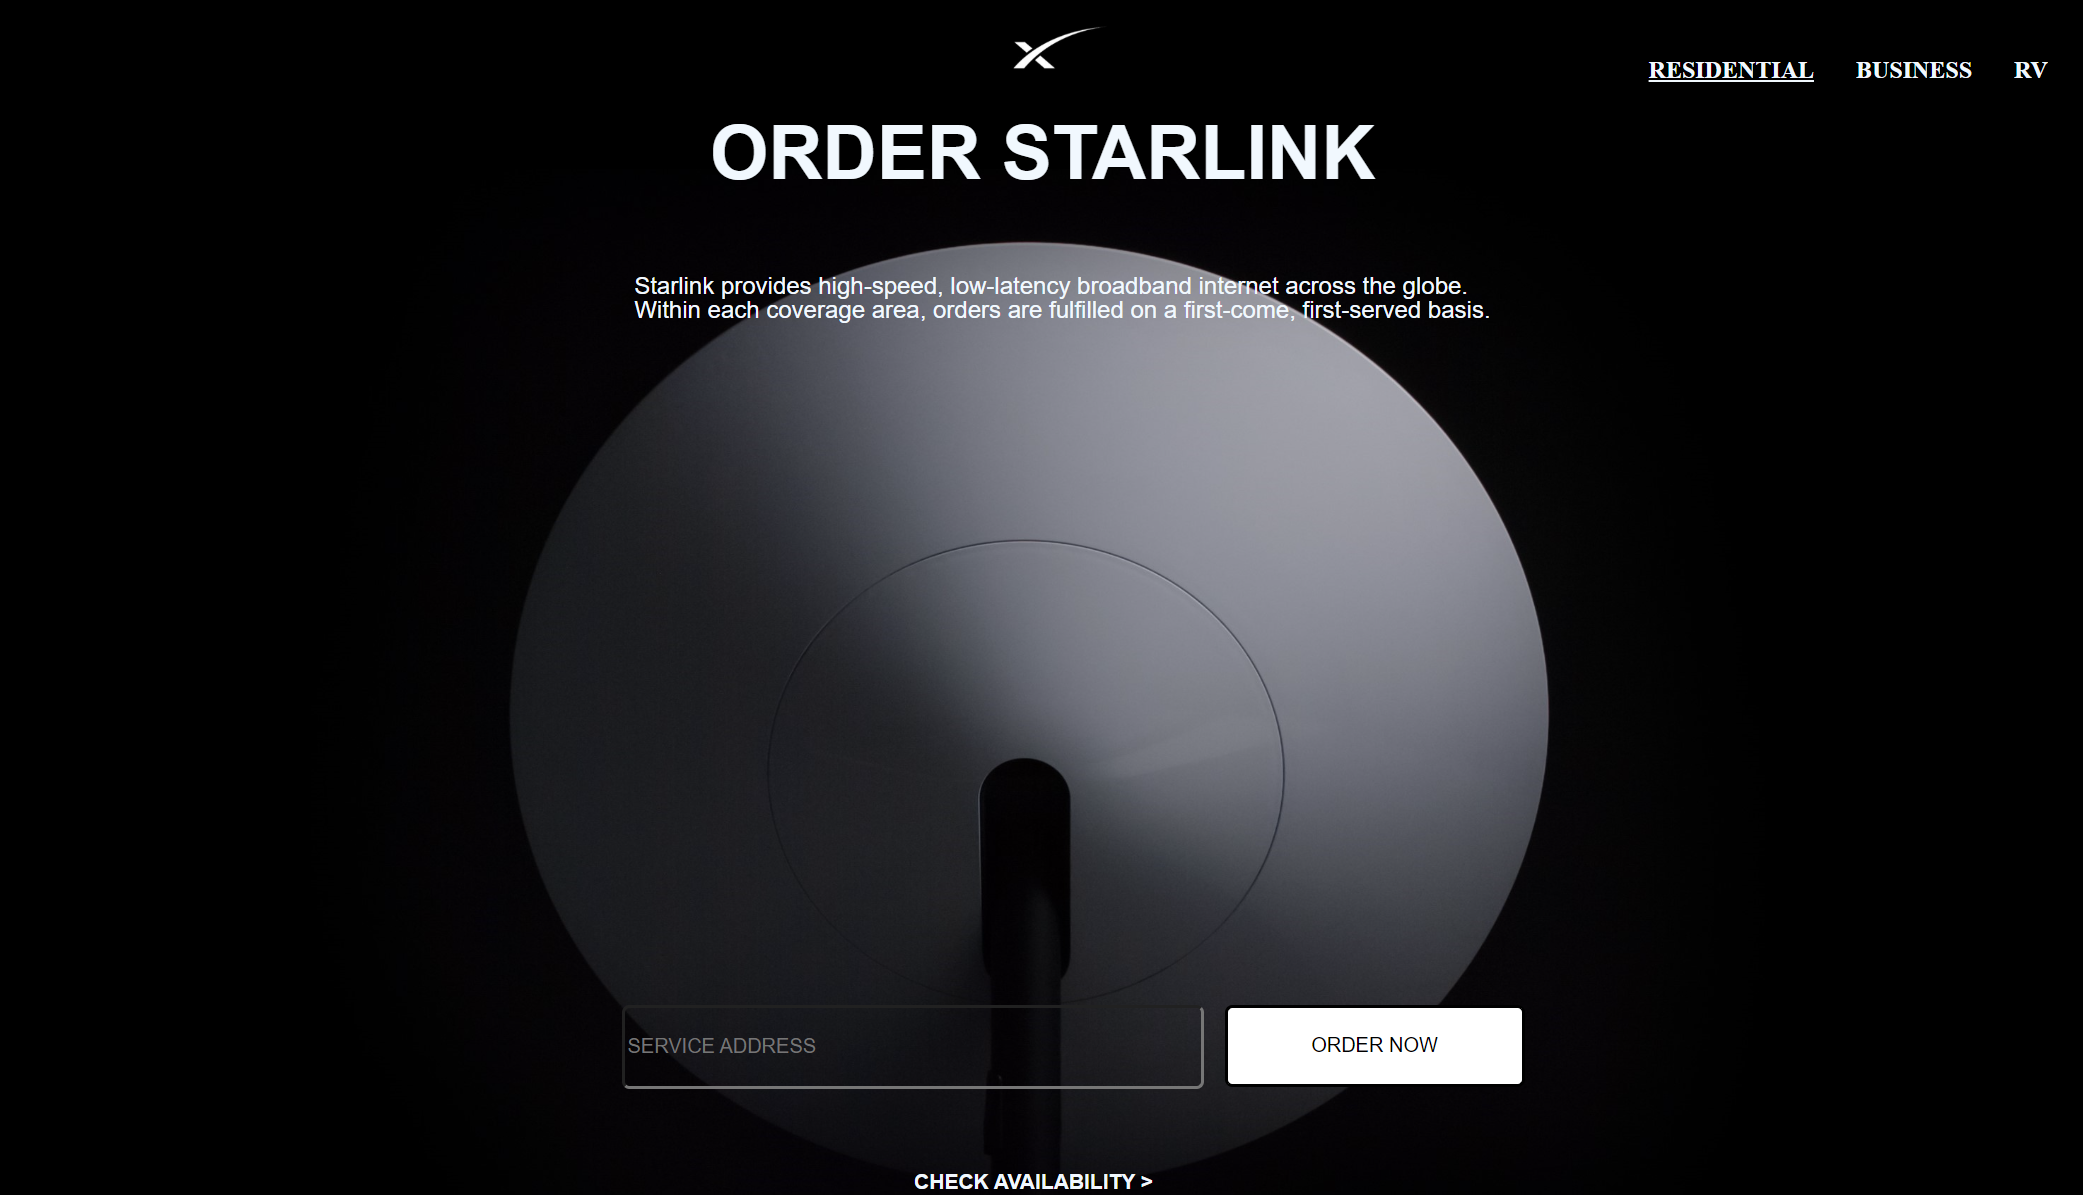 RESIDENTIAL BUSINESS RV
ORDER STARLINK
Starlink provides high-speed, low-latency broadband internet across the globe.
Within each coverage area, orders are fulfilled on a first-come, first-served basis.
SERVICE ADDRESS
ORDER NOW
CHECK AVAILABILITY >